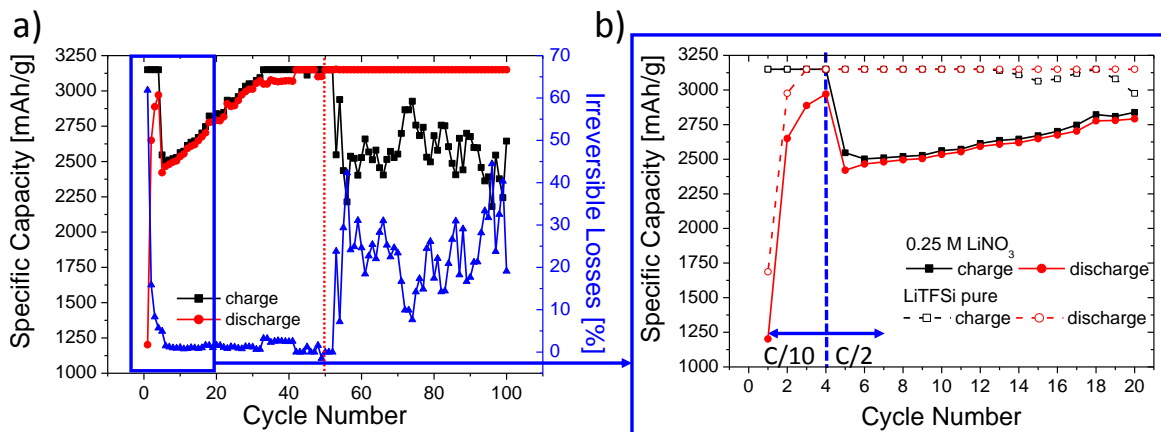 a)
Specific Capacity [mAh/g]
3250
3000
2750
2500
2250
2000
1750
1500
1250
1000
charge
discharge
0 20 40 60 80 100
Cycle Number
70
60
50
40
30
20
10
0
Irreversible Losses [%]
b)
Specific Capacity [mAh/g]
3250
3000
2750
2500
2250
2000
1750
1500
1250
1000
0.25 M LiNO₃
charge discharge
LiTFSi pure
charge discharge
C/10 C/2
0 2 4 6 8 10 12 14 16 18 20
Cycle Number